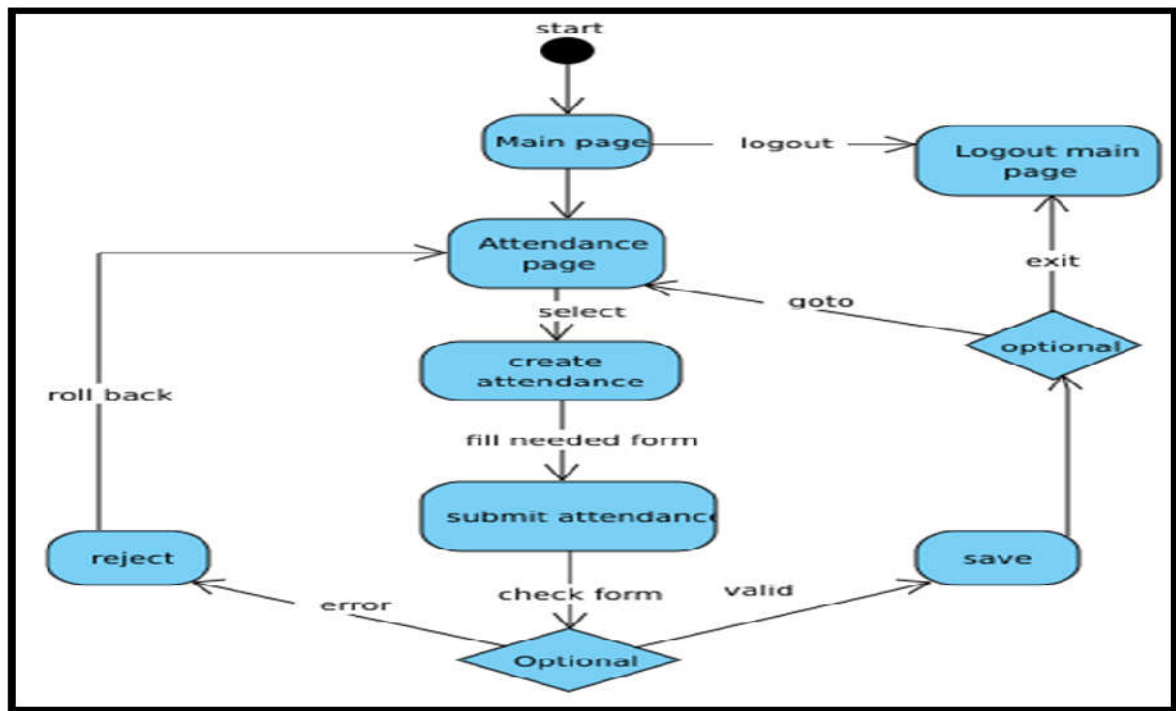 start
Main page
logout
Logout main
page
Attendance
page
exit
goto
select
optional
create
attendance
roll back
fill needed form
submit attendance
reject
save
check form
valid
error
Optional